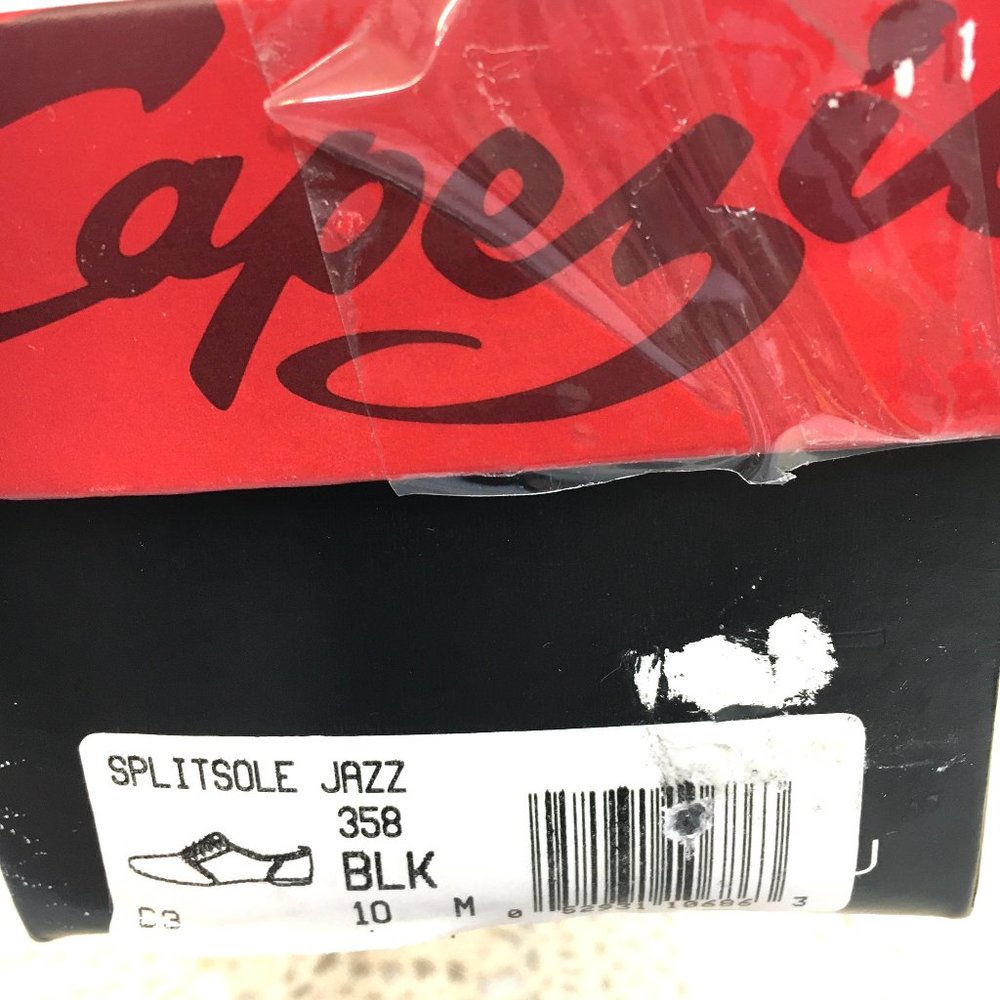 Capezi
SPLITSOLE JAZZ
358
BLK
10 M
C3